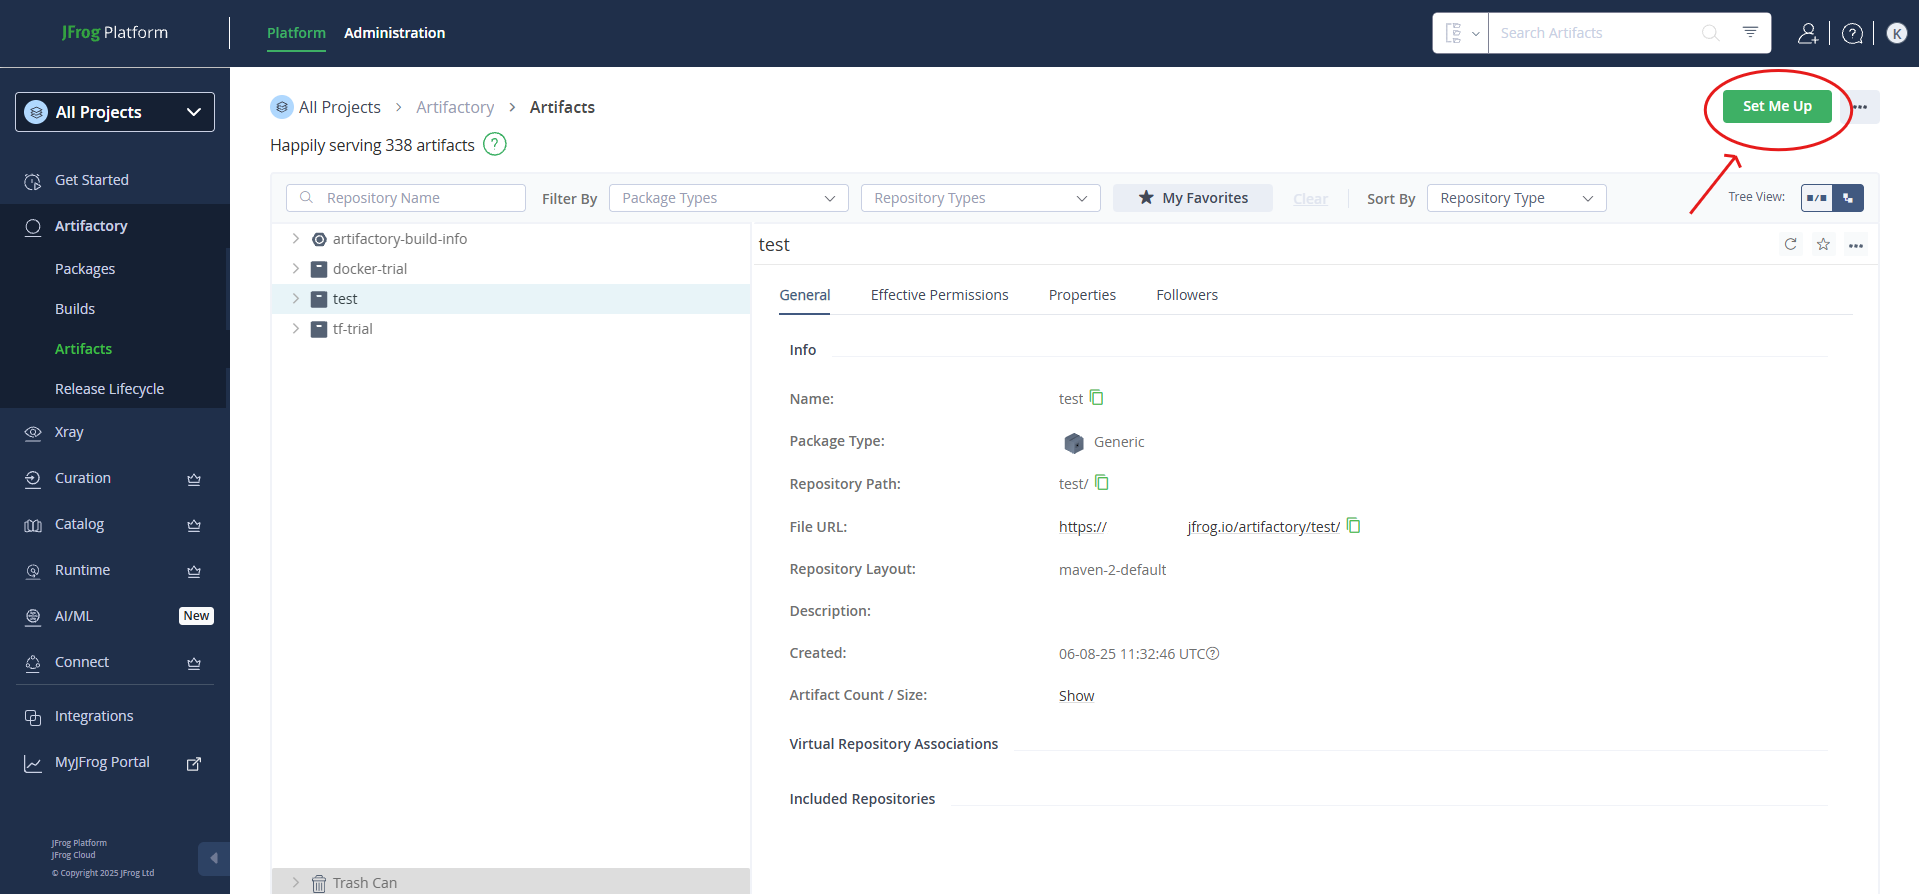 JFrog Platform
Platform Administration
Search Artifacts
K
All Projects
Get Started
Artifactory
Packages
Builds
Artifacts
Release Lifecycle
Xray
Curation
Catalog
Runtime
AI/ML New
Connect
Integrations
MyJFrog Portal
JFrog Platform
JFrog Cloud
© Copyright 2025 JFrog Ltd
All Projects > Artifactory > Artifacts
Set Me Up
Happily serving 338 artifacts ?
Repository Name Filter By Package Types Repository Types My Favorites Clear Sort By Repository Type Tree View:
artifactory-build-info
docker-trial
test
tf-trial
Trash Can
test
General Effective Permissions Properties Followers
Info
Name: test
Package Type: Generic
Repository Path: test/
File URL: https:// jfrog.io/artifactory/test/
Repository Layout: maven-2-default
Description:
Created: 06-08-25 11:32:46 UTC
Artifact Count / Size: Show
Virtual Repository Associations
Included Repositories